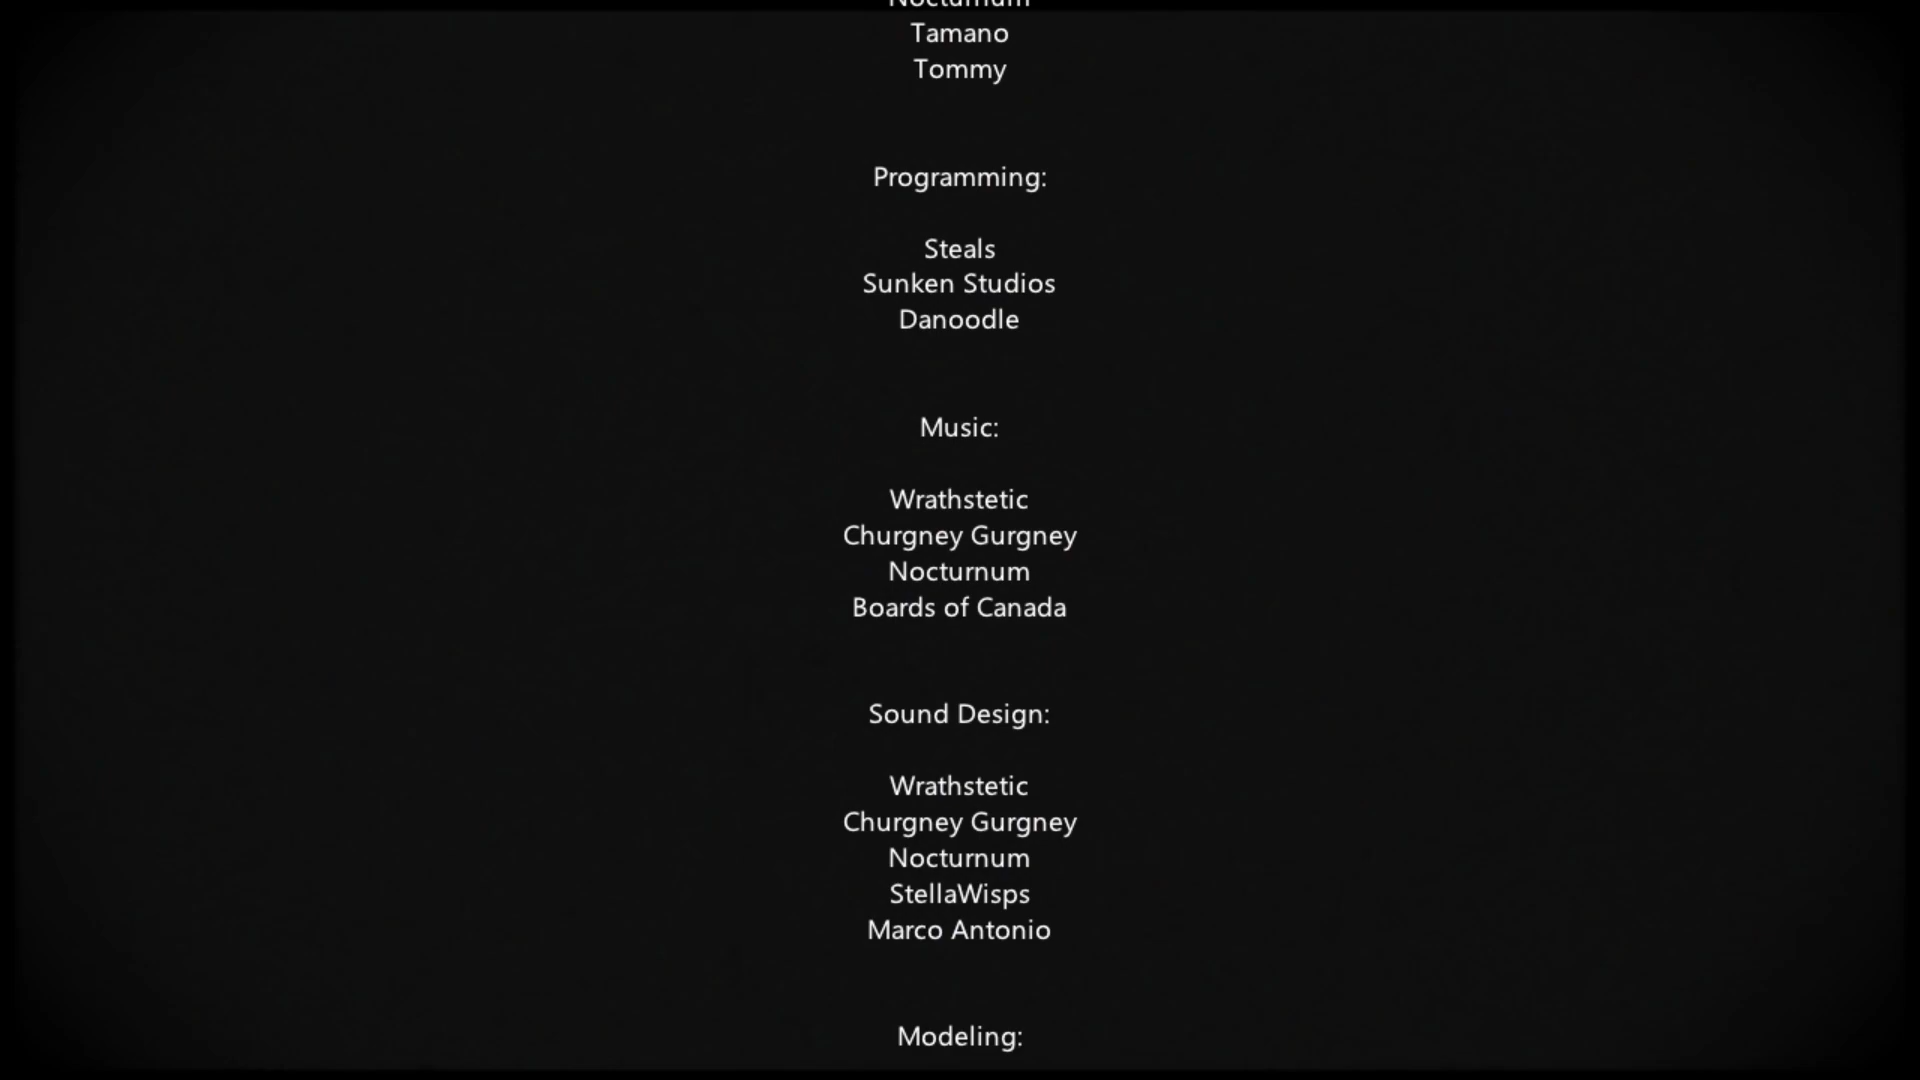 Nocturnum
Tamano
Tommy
Programming:
Steals
Sunken Studios
Danoodle
Music:
Wrathstetic
Churgney Gurgney
Nocturnum
Boards of Canada
Sound Design:
Wrathstetic
Churgney Gurgney
Nocturnum
StellaWisps
Marco Antonio
Modeling: